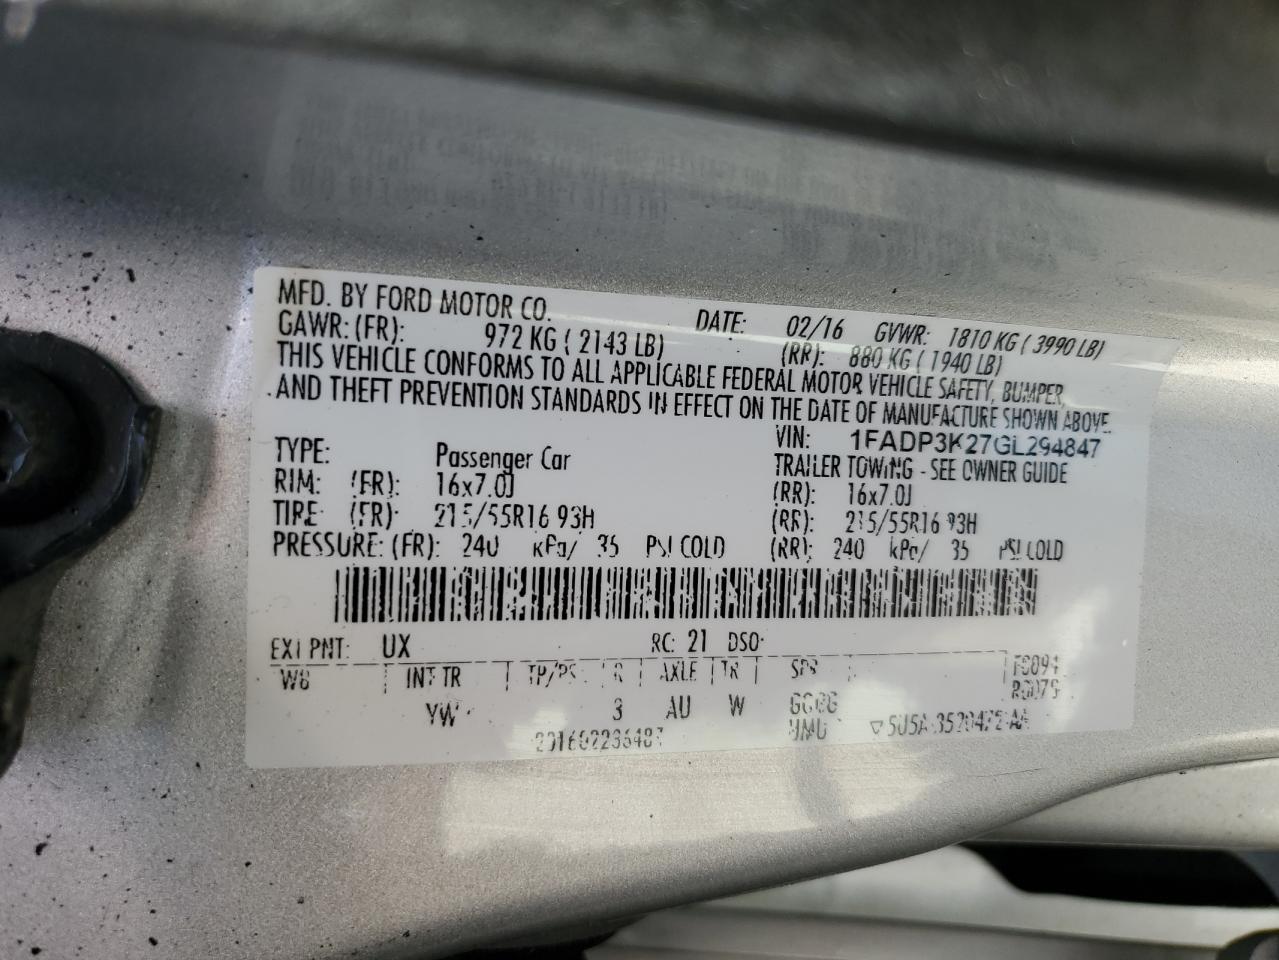 MFD. BY FORD MOTOR CO. DATE: 02/16 GVWR: 1810 KG ( 3990 LB)
GAWR: (FR): 972 KG ( 2143 LB) (RR): 880 KG ( 1940 LB)
THIS VEHICLE CONFORMS TO ALL APPLICABLE FEDERAL MOTOR VEHICLE SAFETY, BUMPER,
AND THEFT PREVENTION STANDARDS IN EFFECT ON THE DATE OF MANUFACTURE SHOWN ABOVE.
VIN: 1FADP3K27GL294847
TYPE: Passenger Car TRAILER TOWING - SEE OWNER GUIDE
RIM: (FR): 16x7.0J (RR): 16x7.0J
TIRE (FR): 215/55R16 93H (RR): 215/55R16 93H
PRESSURE: (FR): 240 kPa/ 35 PSI COLD (RR): 240 kPa/ 35 PSI COLD
EXT PNT: UX RC: 21 DSO:
WB INT TR TP/PS R AXLE TR SPR
YW 3 AU W